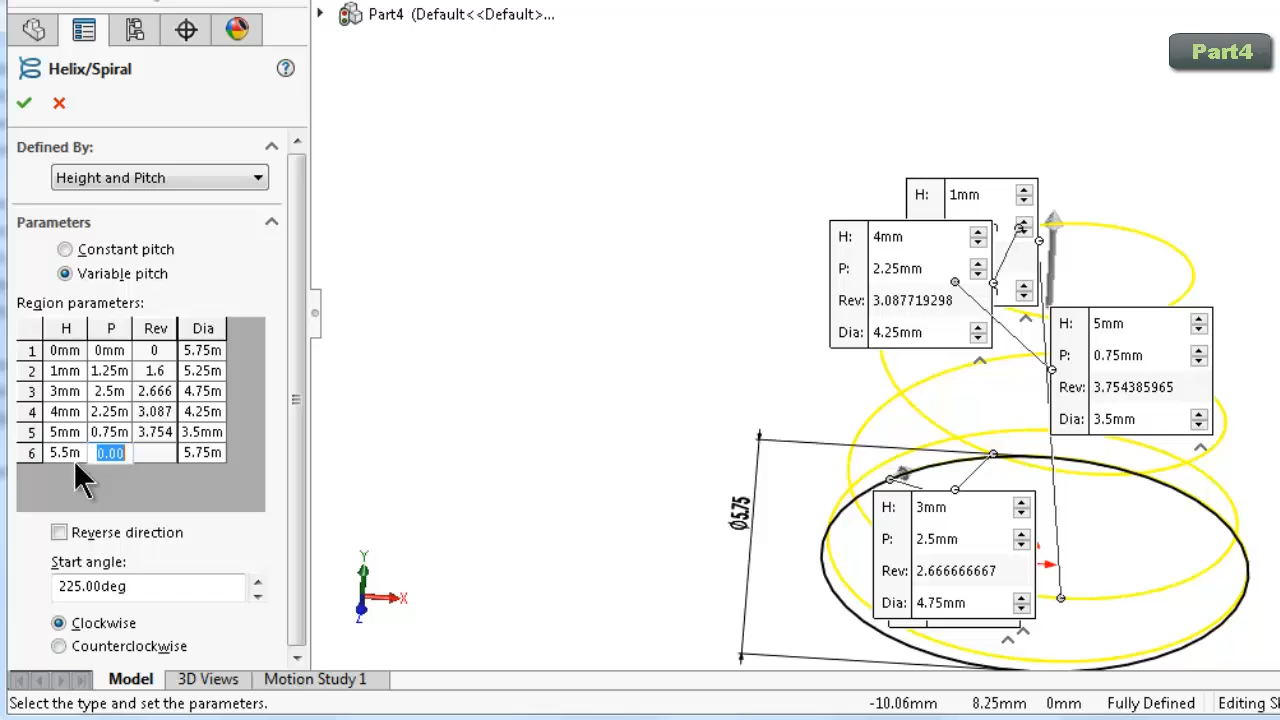 Part4 (Default<<Default>...
Part4
Helix/Spiral
Defined By:
Height and Pitch
Parameters
Constant pitch
Variable pitch
Region parameters:
H P Rev Dia
1 0mm 0mm 0 5.75m
2 1mm 1.25m 1.6 5.25m
3 3mm 2.5m 2.666 4.75m
4 4mm 2.25m 3.087 4.25m
5 5mm 0.75m 3.754 3.5mm
6 5.5m 0.00 5.75m
Reverse direction
Start angle:
225.00deg
Clockwise
Counterclockwise
H: 1mm
H: 4mm
P: 2.25mm
Rev: 3.087719298
Dia: 4.25mm
H: 5mm
P: 0.75mm
Rev: 3.754385965
Dia: 3.5mm
H: 3mm
P: 2.5mm
Rev: 2.666666667
Dia: 4.75mm
Ø5.75
Y
X
Z
Model 3D Views Motion Study 1
Select the type and set the parameters.
-10.06mm 8.25mm 0mm Fully Defined Editing